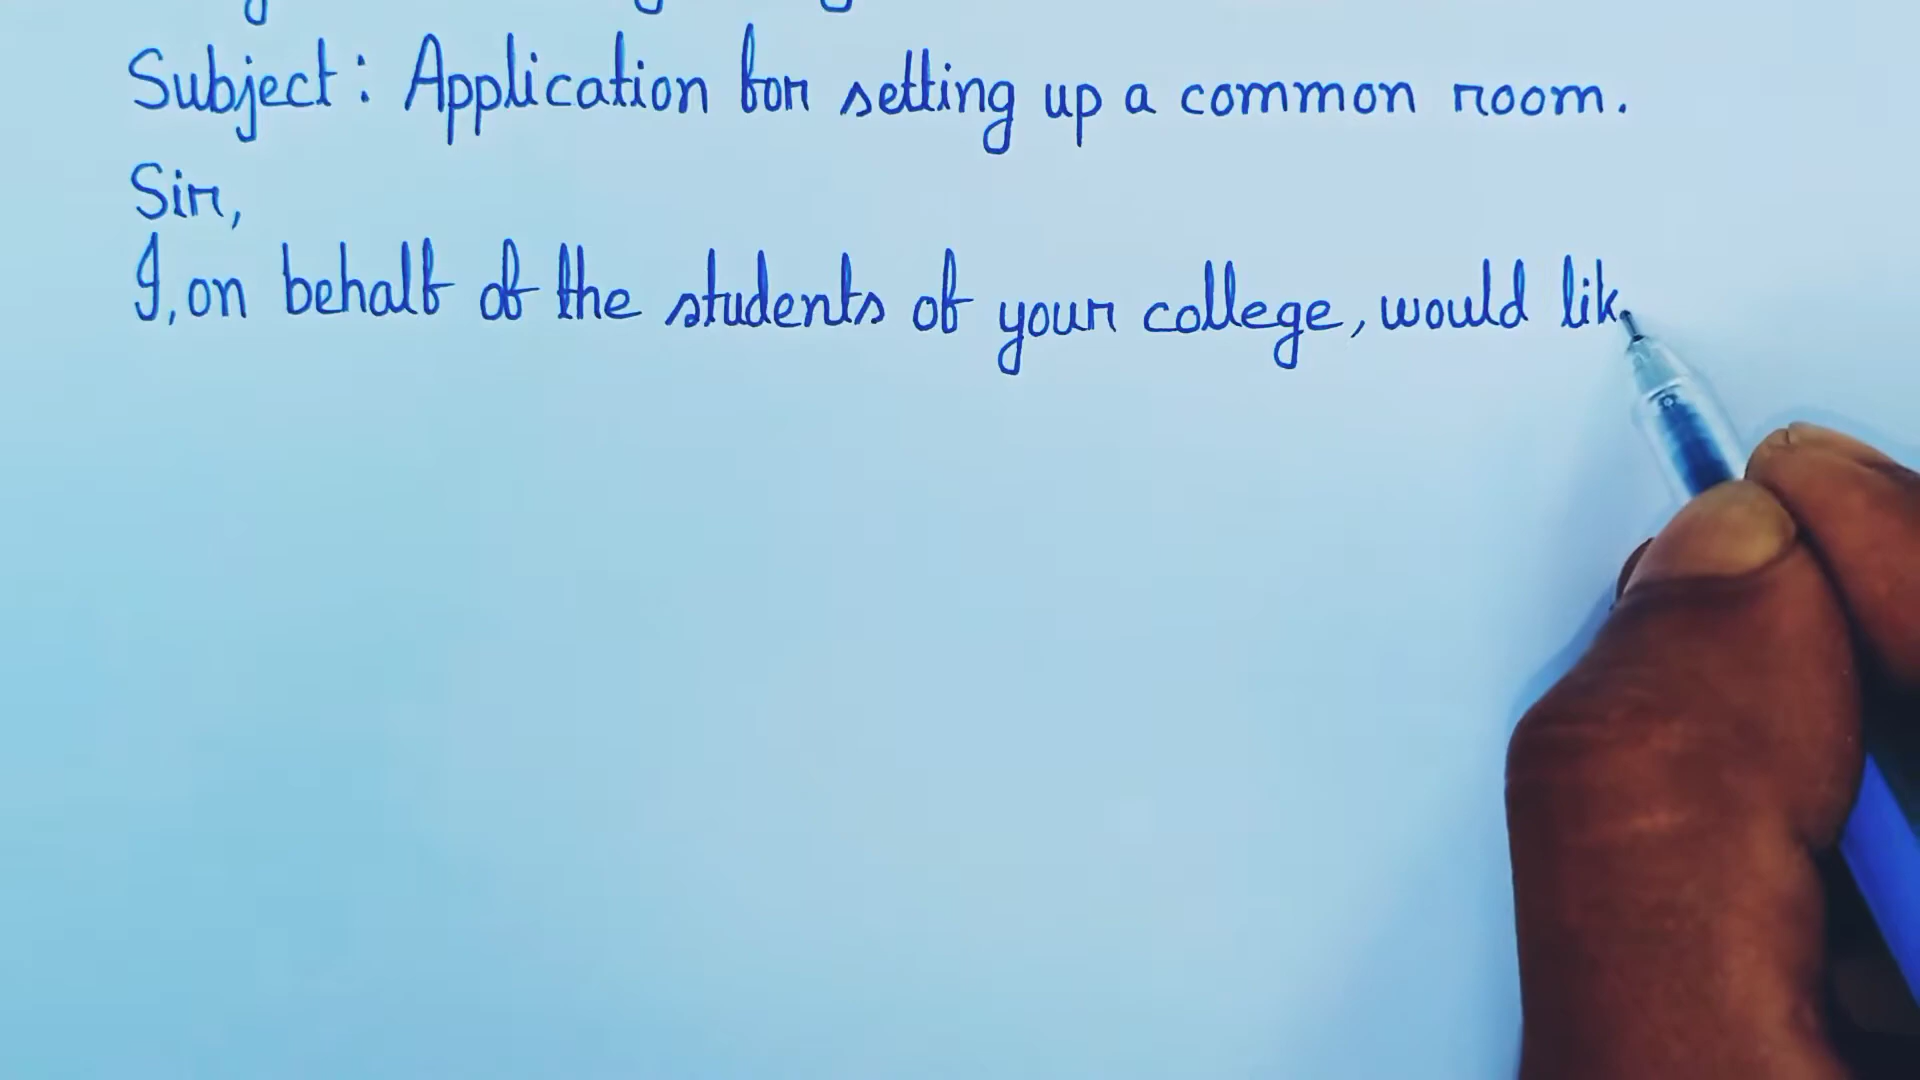 Subject: Application for setting up a common room.
Sir,
I, on behalf of the students of your college, would lik